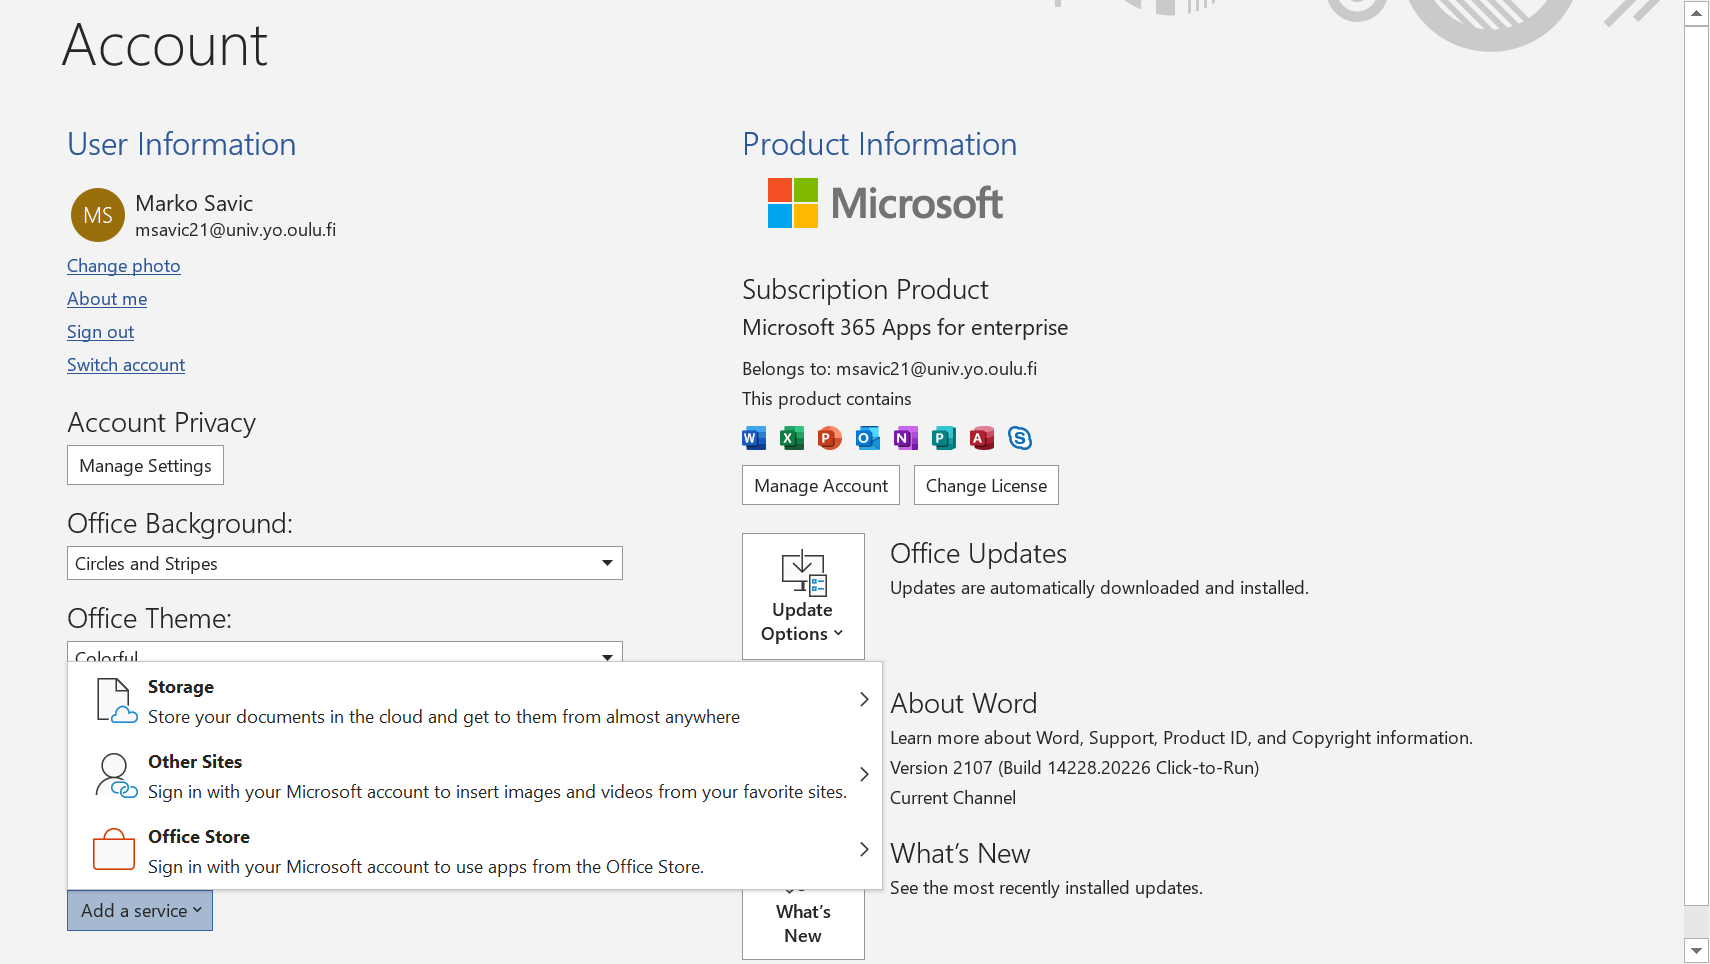 Account
User Information
MS
Marko Savic
msavic21@univ.yo.oulu.fi
Change photo
About me
Sign out
Switch account
Account Privacy
Manage Settings
Office Background:
Circles and Stripes
Office Theme:
Colorful
Storage
Store your documents in the cloud and get to them from almost anywhere
Other Sites
Sign in with your Microsoft account to insert images and videos from your favorite sites.
Office Store
Sign in with your Microsoft account to use apps from the Office Store.
Add a service
Product Information
Microsoft
Subscription Product
Microsoft 365 Apps for enterprise
Belongs to: msavic21@univ.yo.oulu.fi
This product contains
W X P O N P A S
Manage Account Change License
Update
Options
Office Updates
Updates are automatically downloaded and installed.
About Word
Learn more about Word, Support, Product ID, and Copyright information.
Version 2107 (Build 14228.20226 Click-to-Run)
Current Channel
What's
New
What's New
See the most recently installed updates.